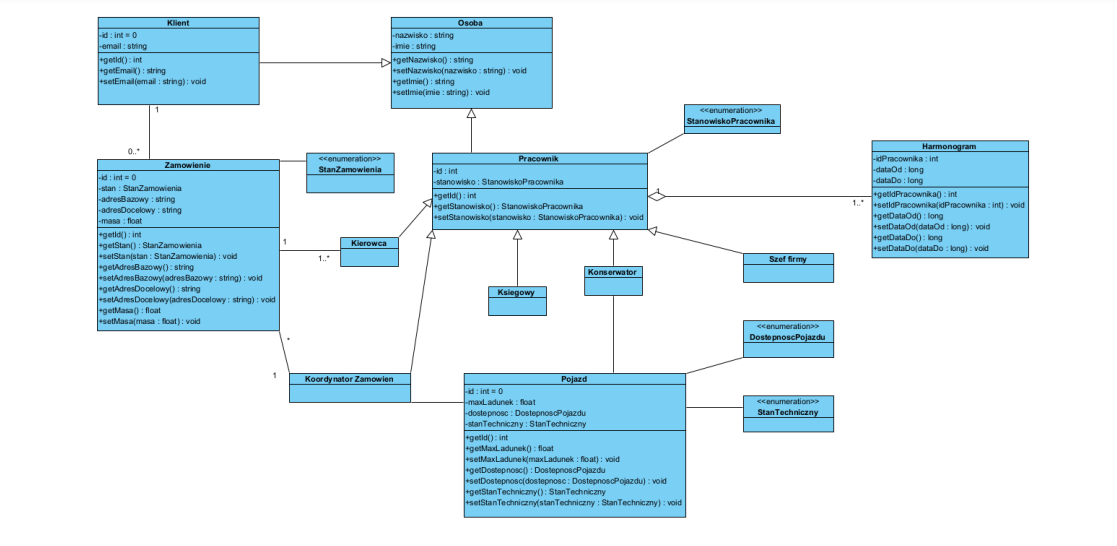 Klient
-id : int = 0
-email : string
+getId() : int
+getEmail() : string
+setEmail(email : string) : void
Osoba
-nazwisko : string
-imie : string
+getNazwisko() : string
+setNazwisko(nazwisko : string) : void
+getImie() : string
+setImie(imie : string) : void
1
0..*
<<enumeration>>
StanowiskoPracownika
Zamowienie
-id : int = 0
-stan : StanZamowienia
-adresBazowy : string
-adresDocelowy : string
-masa : float
+getId() : int
+getStan() : StanZamowienia
+setStan(stan : StanZamowienia) : void
+getAdresBazowy() : string
+setAdresBazowy(adresBazowy : string) : void
+getAdresDocelowy() : string
+setAdresDocelowy(adresDocelowy : string) : void
+getMasa() : float
+setMasa(masa : float) : void
<<enumeration>>
StanZamowienia
Pracownik
-id : int
-stanowisko : StanowiskoPracownika
+getId() : int
+getStanowisko() : StanowiskoPracownika
+setStanowisko(stanowisko : StanowiskoPracownika) : void
1
1..*
Harmonogram
-idPracownika : int
-dataOd : long
-dataDo : long
+getIdPracownika() : int
+setIdPracownika(idPracownika : int) : void
+getDataOd() : long
+setDataOd(dataOd : long) : void
+getDataDo() : long
+setDataDo(dataDo : long) : void
1
1..*
Kierowca
Ksiegowy
Konserwator
Szef firmy
*
1
Koordynator Zamowien
Pojazd
-id : int = 0
-maxLadunek : float
-dostepnosc : DostepnoscPojazdu
-stanTechniczny : StanTechniczny
+getId() : int
+getMaxLadunek() : float
+setMaxLadunek(maxLadunek : float) : void
+getDostepnosc() : DostepnoscPojazdu
+setDostepnosc(dostepnosc : DostepnoscPojazdu) : void
+getStanTechniczny() : StanTechniczny
+setStanTechniczny(stanTechniczny : StanTechniczny) : void
<<enumeration>>
DostepnoscPojazdu
<<enumeration>>
StanTechniczny